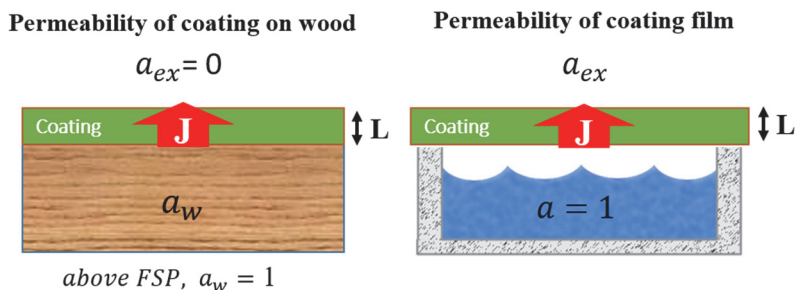 Permeability of coating on wood
a_ex = 0
Coating
J
L
a_w
above FSP, a_w = 1
Permeability of coating film
a_ex
Coating
J
L
a = 1